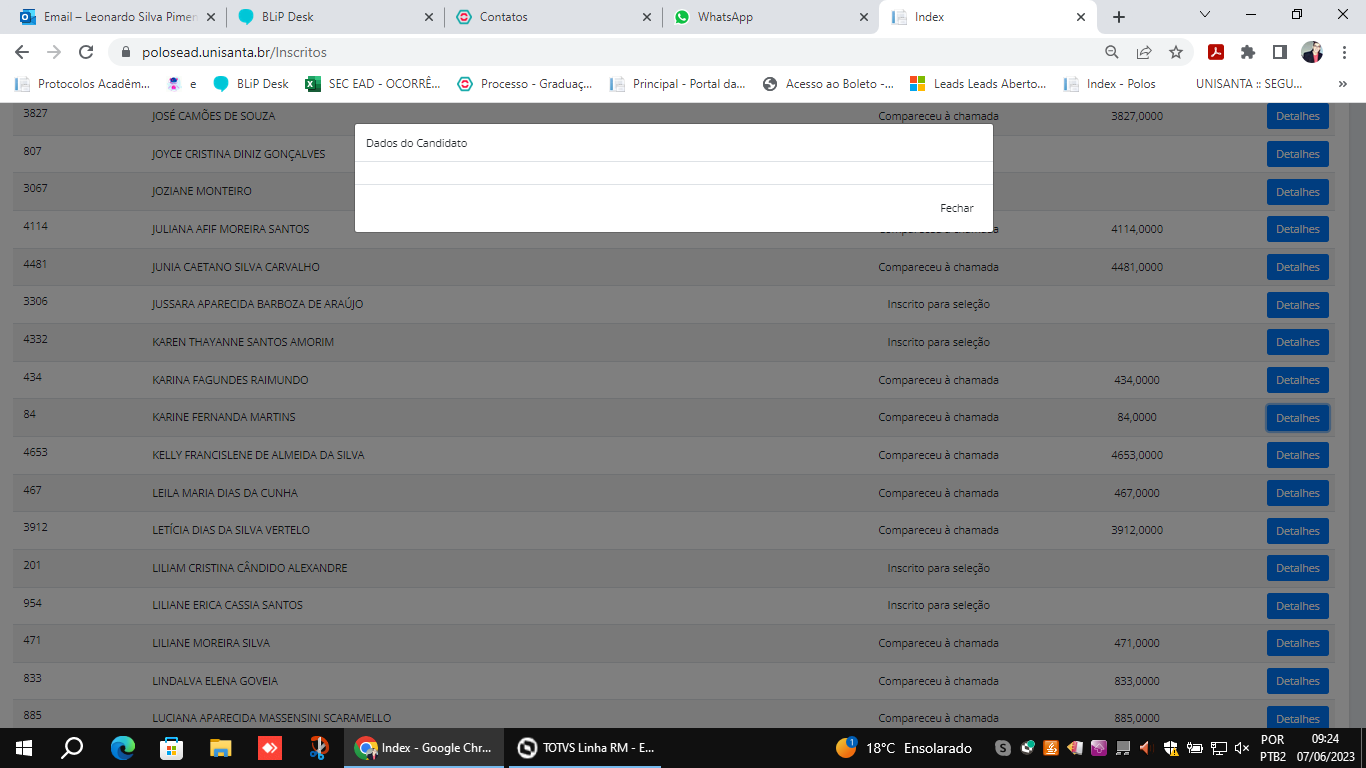 Email – Leonardo Silva Pimen
BLiP Desk
Contatos
WhatsApp
Index
polosead.unisanta.br/Inscritos
Protocolos Acadêm...
e
BLiP Desk
SEC EAD - OCORRÊ...
Processo - Graduaç...
Principal - Portal da...
Acesso ao Boleto -...
Leads Leads Aberto...
Index - Polos
UNISANTA :: SEGU...
»
3827 JOSÉ CAMÕES DE SOUZA Compareceu à chamada 3827,0000 Detalhes
Dados do Candidato
807 JOYCE CRISTINA DINIZ GONÇALVES Detalhes
3067 JOZIANE MONTEIRO Detalhes
Fechar
4114 JULIANA AFIF MOREIRA SANTOS Compareceu à chamada 4114,0000 Detalhes
4481 JUNIA CAETANO SILVA CARVALHO Compareceu à chamada 4481,0000 Detalhes
3306 JUSSARA APARECIDA BARBOZA DE ARAÚJO Inscrito para seleção Detalhes
4332 KAREN THAYANNE SANTOS AMORIM Inscrito para seleção Detalhes
434 KARINA FAGUNDES RAIMUNDO Compareceu à chamada 434,0000 Detalhes
84 KARINE FERNANDA MARTINS Compareceu à chamada 84,0000 Detalhes
4653 KELLY FRANCISLENE DE ALMEIDA DA SILVA Compareceu à chamada 4653,0000 Detalhes
467 LEILA MARIA DIAS DA CUNHA Compareceu à chamada 467,0000 Detalhes
3912 LETÍCIA DIAS DA SILVA VERTELO Compareceu à chamada 3912,0000 Detalhes
201 LILIAM CRISTINA CÂNDIDO ALEXANDRE Inscrito para seleção Detalhes
954 LILIANE ERICA CASSIA SANTOS Inscrito para seleção Detalhes
471 LILIANE MOREIRA SILVA Compareceu à chamada 471,0000 Detalhes
833 LINDALVA ELENA GOVEIA Compareceu à chamada 833,0000 Detalhes
885 LUCIANA APARECIDA MASSENSINI SCARAMELLO Compareceu à chamada 885,0000 Detalhes
Index - Google Chr...
TOTVS Linha RM - E...
1
18°C Ensolarado
POR
PTB2
09:24
07/06/2023